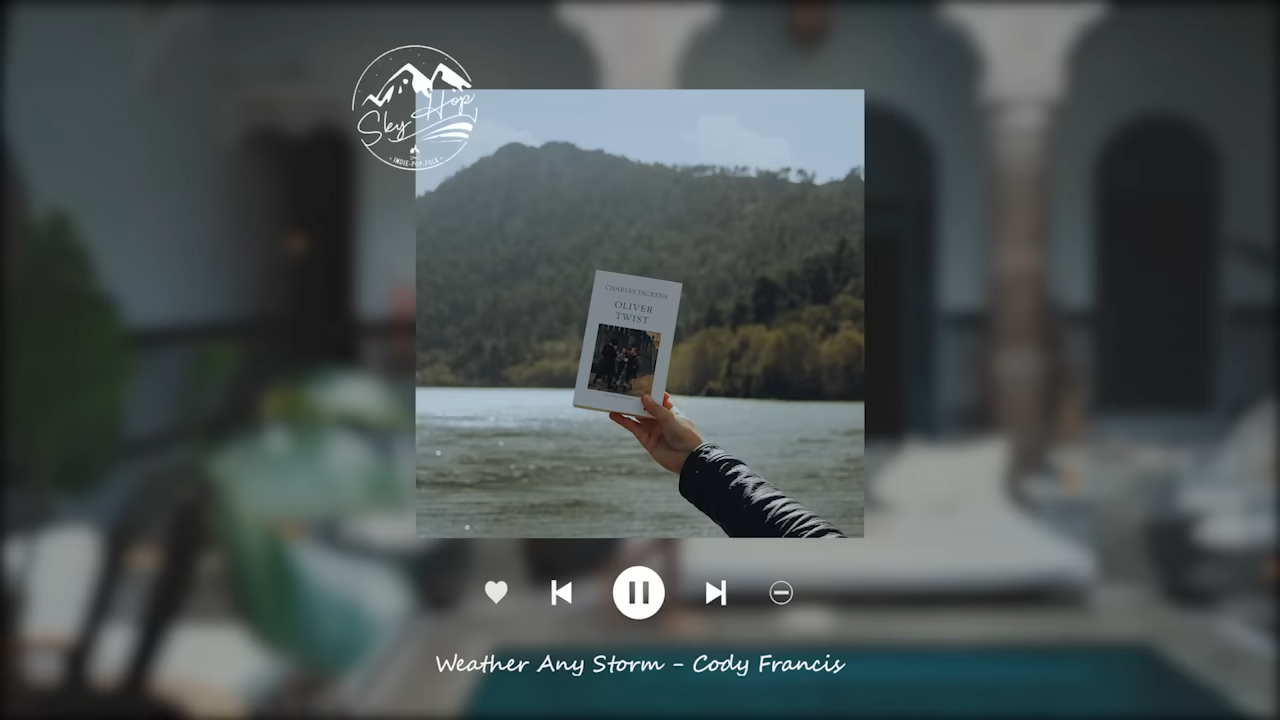 Sky Hop
• INDIE-POP-FOLK •
CHARLES DICKENS
OLIVER
TWIST
Weather Any Storm - Cody Francis